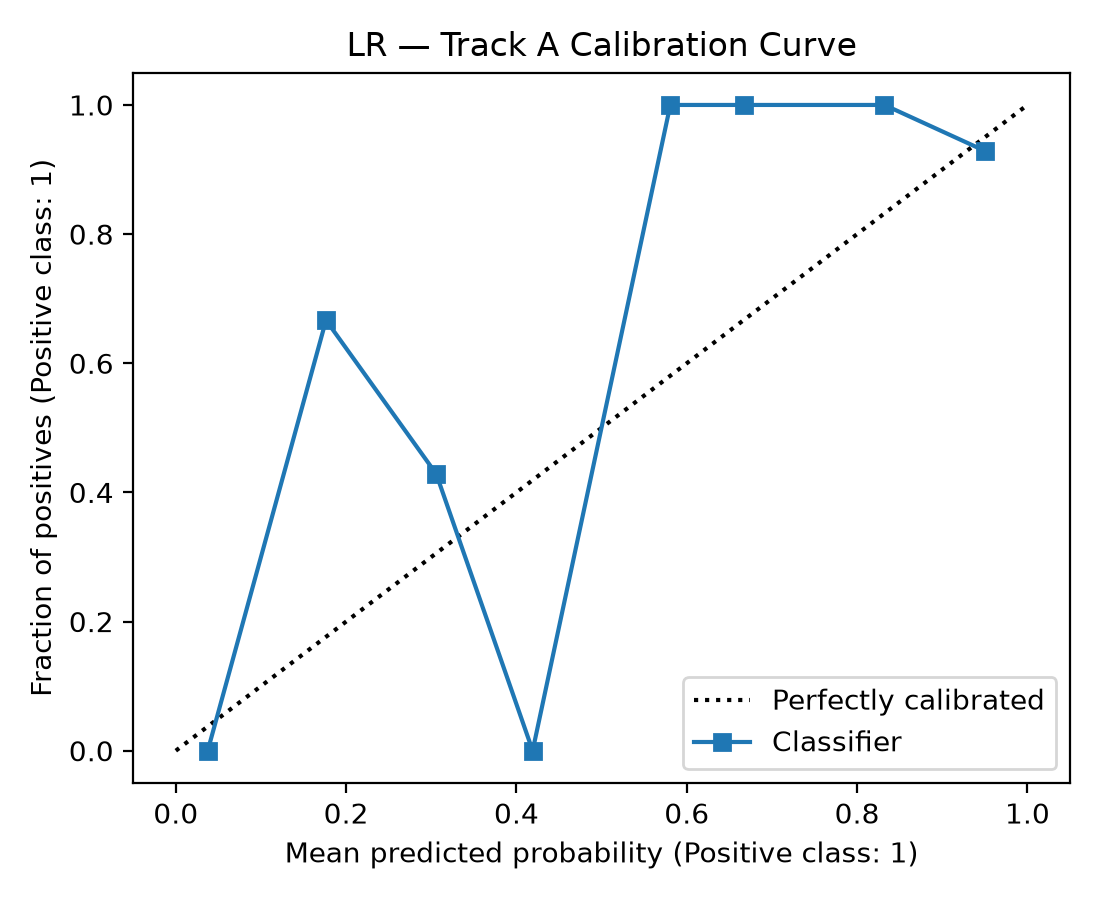 LR — Track A Calibration Curve
Fraction of positives (Positive class: 1)
1.0
0.8
0.6
0.4
0.2
0.0
0.0 0.2 0.4 0.6 0.8 1.0
Mean predicted probability (Positive class: 1)
Perfectly calibrated
Classifier